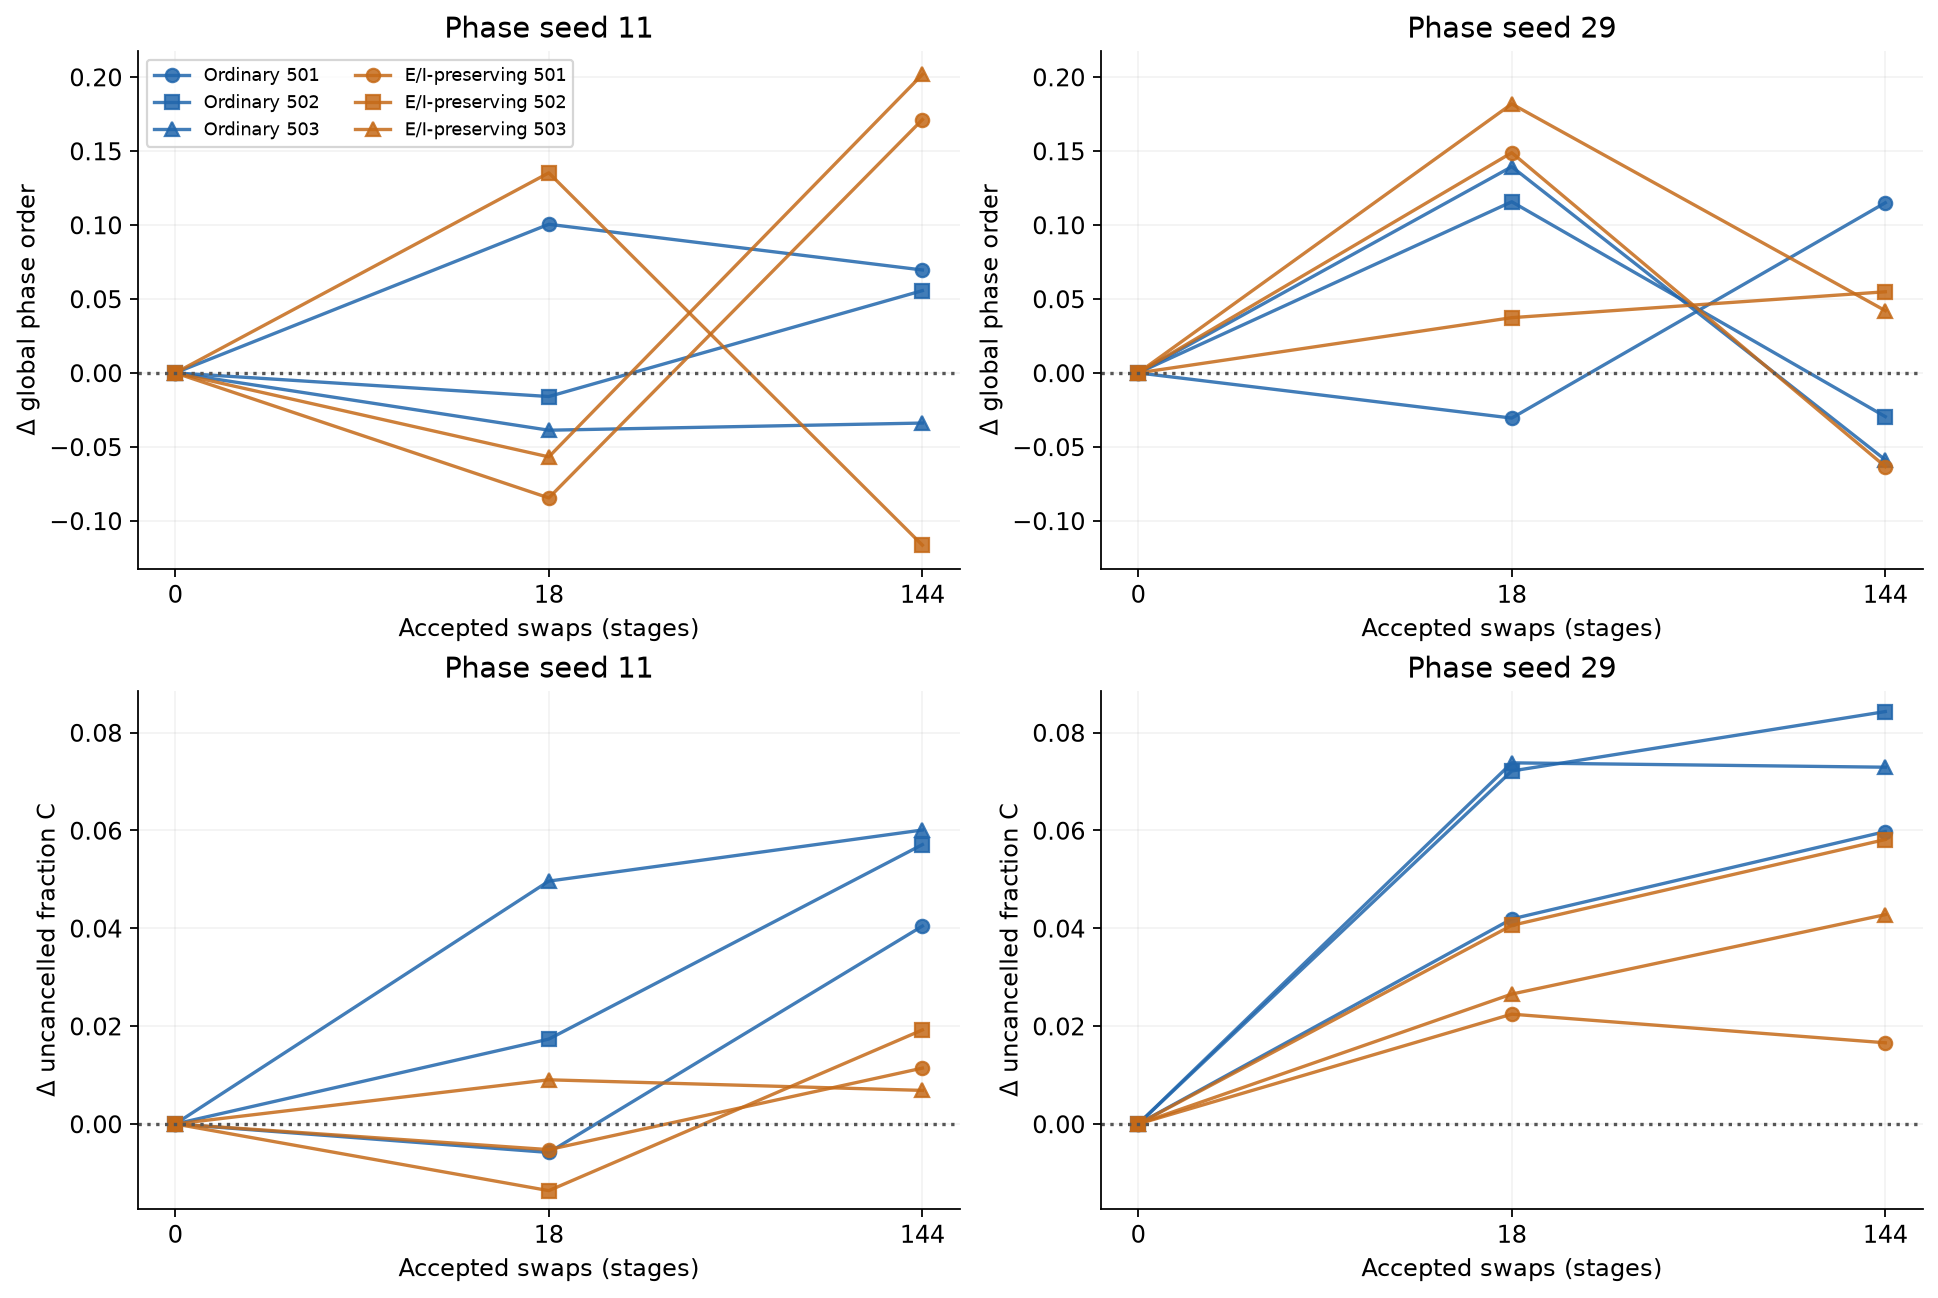 Phase seed 11
Phase seed 29
Ordinary 501
Ordinary 502
Ordinary 503
E/I-preserving 501
E/I-preserving 502
E/I-preserving 503
Δ global phase order
0.20
0.15
0.10
0.05
0.00
−0.05
−0.10
0 18 144
Accepted swaps (stages)
Δ global phase order
0.20
0.15
0.10
0.05
0.00
−0.05
−0.10
0 18 144
Accepted swaps (stages)
Phase seed 11
Phase seed 29
Δ uncancelled fraction C
0.08
0.06
0.04
0.02
0.00
0 18 144
Accepted swaps (stages)
Δ uncancelled fraction C
0.08
0.06
0.04
0.02
0.00
0 18 144
Accepted swaps (stages)